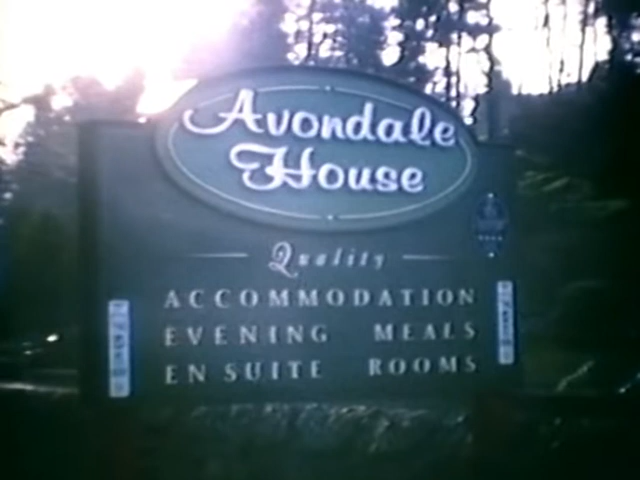 Avondale
House
Quality
ACCOMMODATION
EVENING MEALS
EN SUITE ROOMS